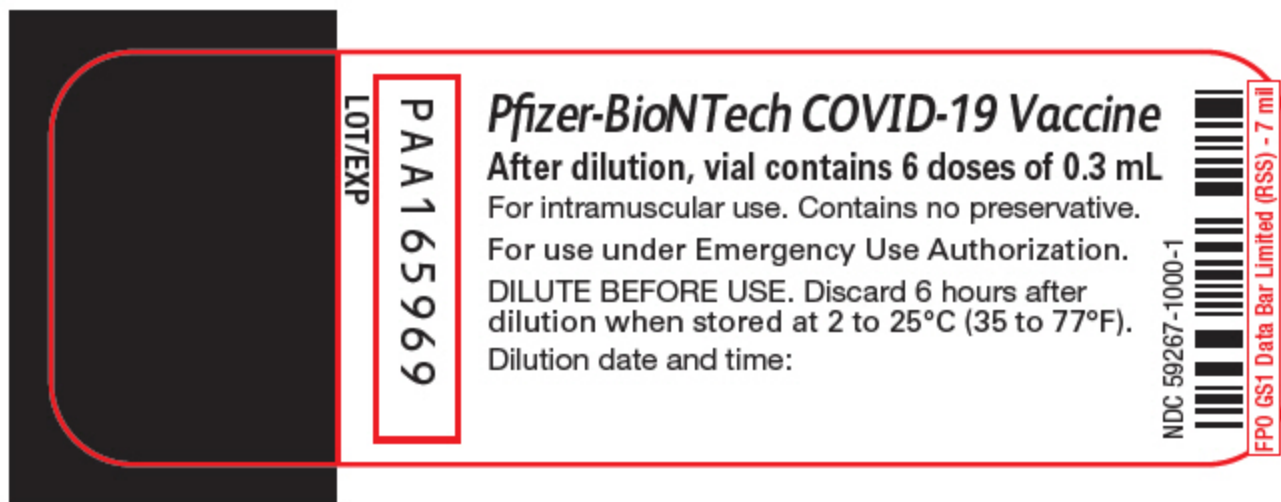 LOT/EXP
PAA165969
Pfizer-BioNTech COVID-19 Vaccine
After dilution, vial contains 6 doses of 0.3 mL
For intramuscular use. Contains no preservative.
For use under Emergency Use Authorization.
DILUTE BEFORE USE. Discard 6 hours after
dilution when stored at 2 to 25°C (35 to 77°F).
Dilution date and time:
NDC 59267-1000-1
FPO GS1 Data Bar Limited (RSS) - 7 mil